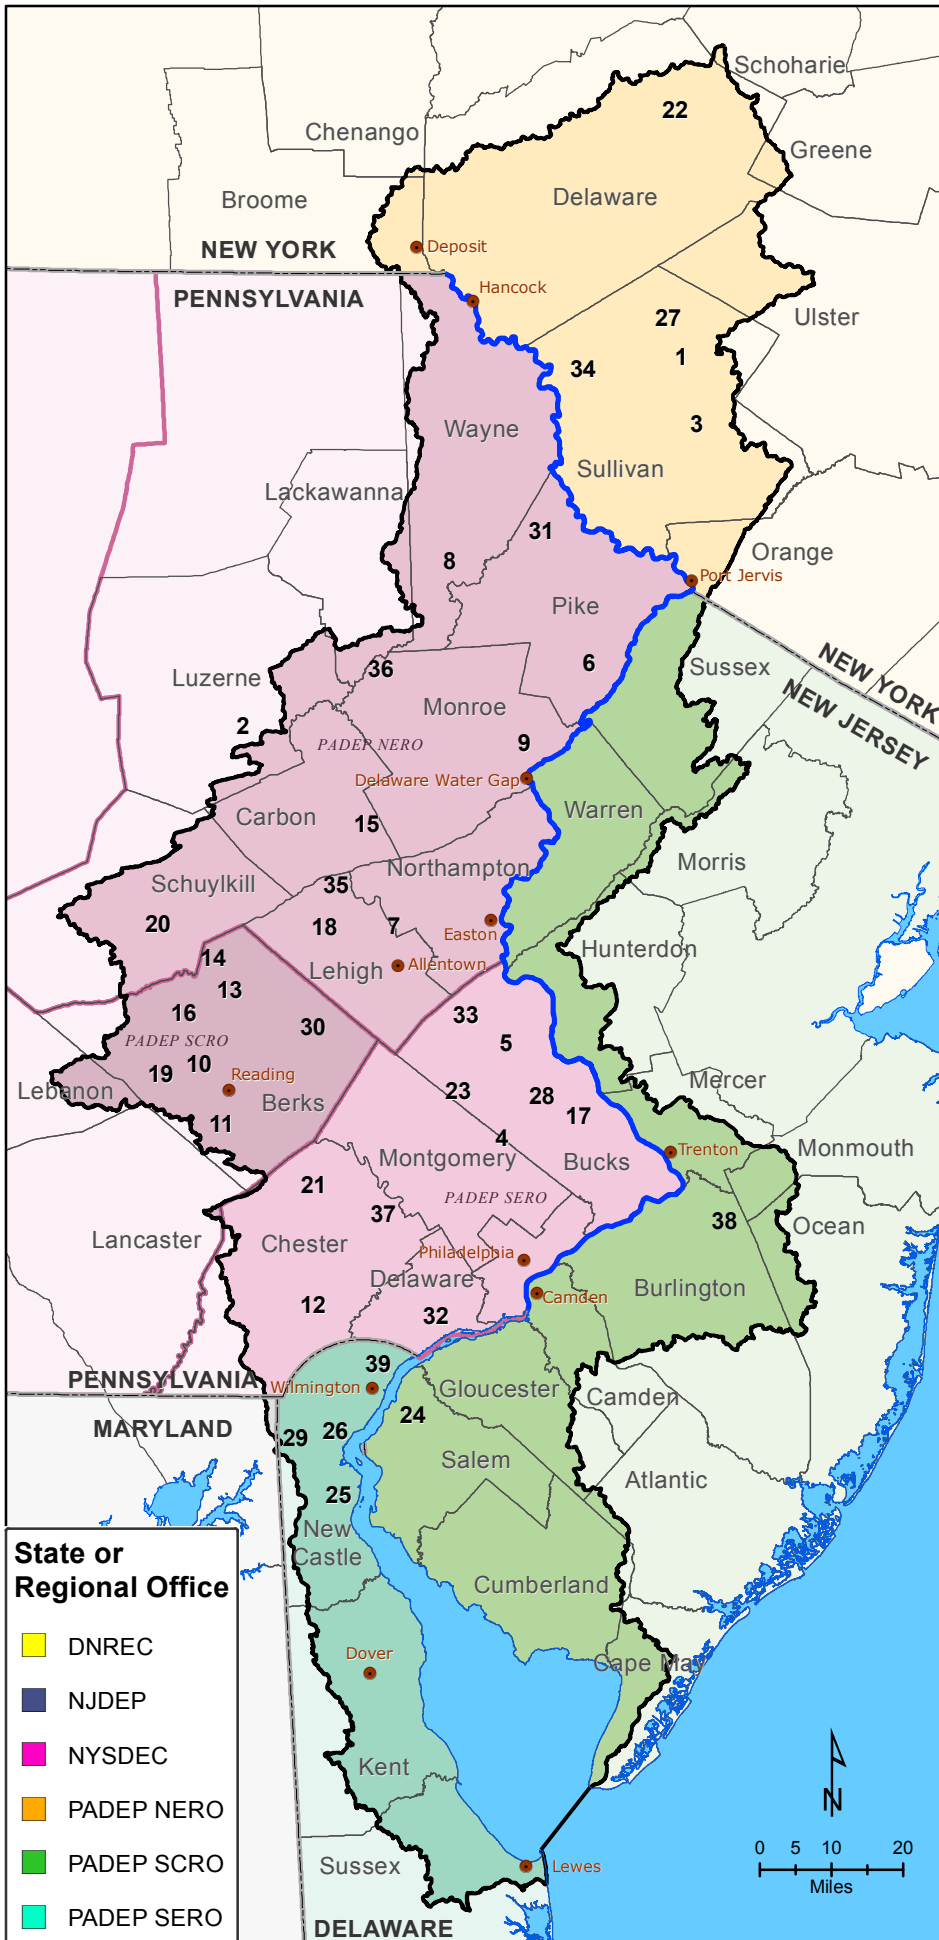 Schoharie
22
Chenango
Greene
Broome
Delaware
NEW YORK
Deposit
PENNSYLVANIA
Hancock
27
Ulster
1
34
3
Wayne
Sullivan
Lackawanna
31
Orange
8
Port Jervis
Pike
6
Sussex
NEW YORK
36
Luzerne
NEW JERSEY
Monroe
2
9
PADEP NERO
Delaware Water Gap
Warren
Carbon
15
Morris
Northampton
Schuylkill
35
20
18
7
Easton
Hunterdon
14
Lehigh
Allentown
13
16
33
30
PADEP SCRO
5
10
19
Reading
Mercer
Lebanon
23
28
Berks
17
11
4
Trenton
Monmouth
Montgomery
Bucks
21
PADEP SERO
37
38
Ocean
Lancaster
Chester
Philadelphia
Delaware
Burlington
Camden
12
32
39
PENNSYLVANIA
Wilmington
Gloucester
Camden
MARYLAND
24
26
29
Salem
Atlantic
25
New
Castle
Cumberland
State or
Regional Office
DNREC
NJDEP
NYSDEC
PADEP NERO
PADEP SCRO
PADEP SERO
Dover
Cape May
Kent
N
0 5 10 20
Miles
Sussex
Lewes
DELAWARE